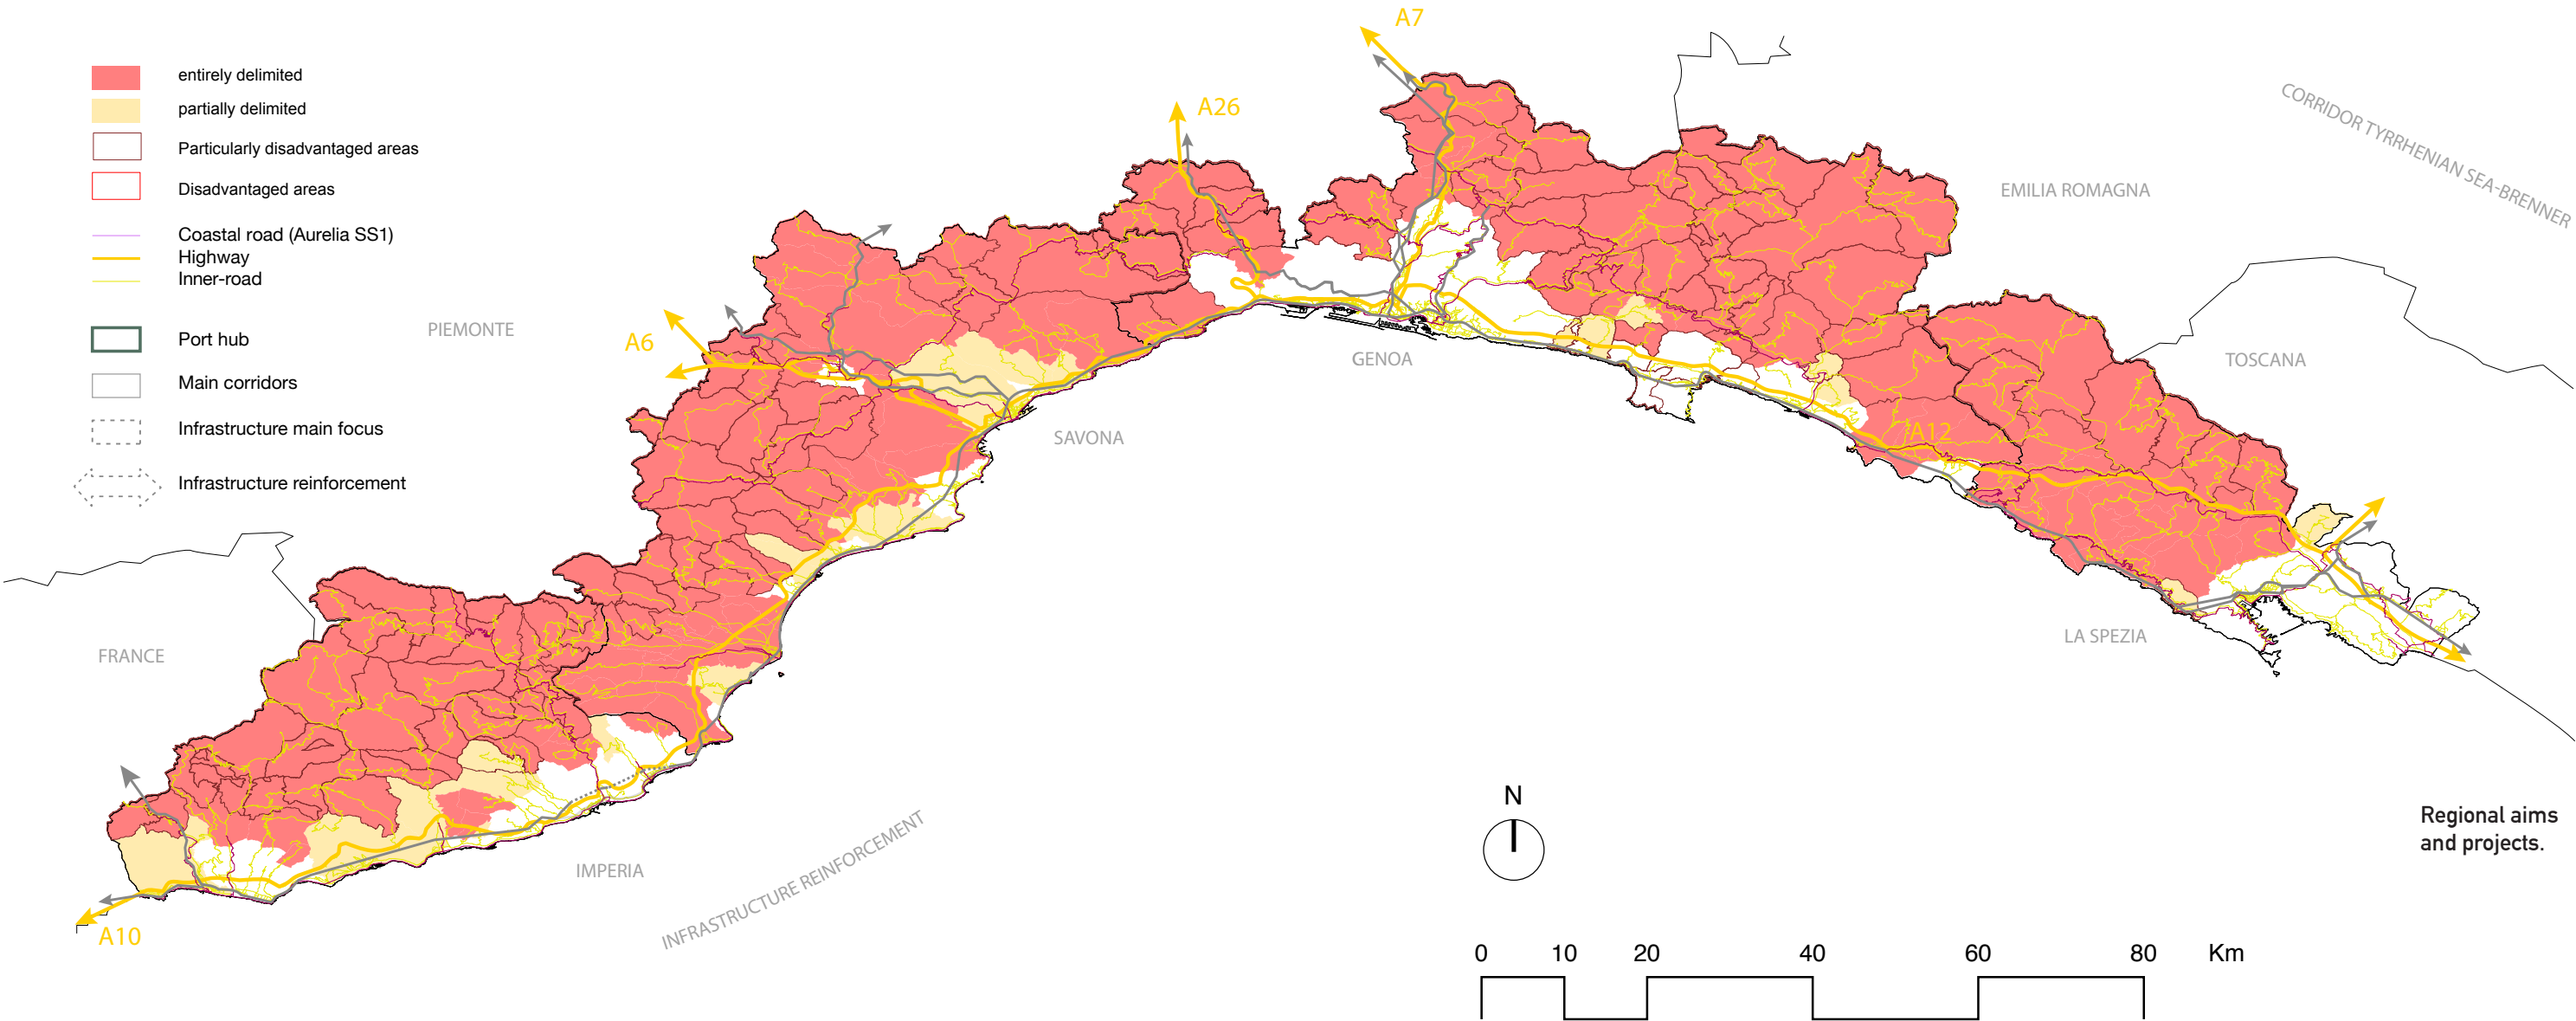 entirely delimited
partially delimited
Particularly disadvantaged areas
Disadvantaged areas
Coastal road (Aurelia SS1)
Highway
Inner-road
Port hub
Main corridors
Infrastructure main focus
Infrastructure reinforcement
A7
A26
CORRIDOR TYRRHENIAN SEA-BRENNER
EMILIA ROMAGNA
PIEMONTE
A6
GENOA
TOSCANA
SAVONA
A12
FRANCE
LA SPEZIA
IMPERIA
INFRASTRUCTURE REINFORCEMENT
A10
N
Regional aims
and projects.
0 10 20 40 60 80 Km